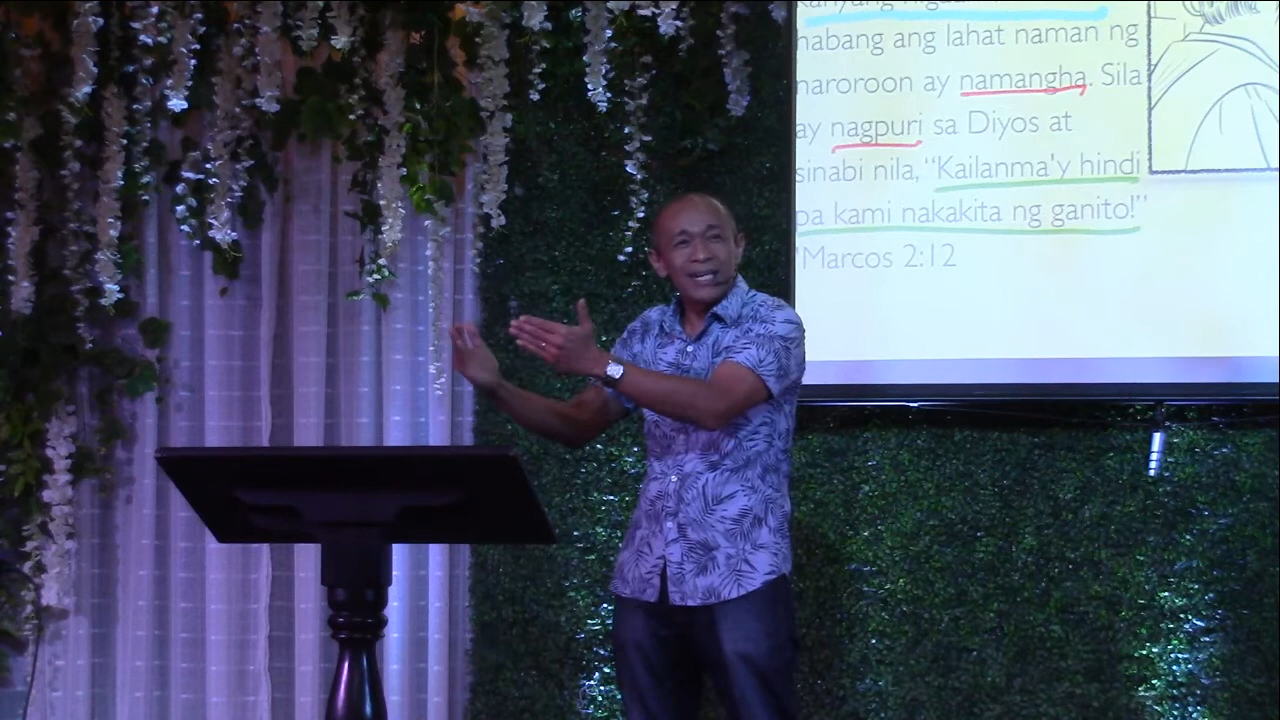 habang ang lahat naman ng
naroroon ay namangha. Sila
ay nagpuri sa Diyos at
sinabi nila, “Kailanma'y hindi
pa kami nakakita ng ganito!”
Marcos 2:12